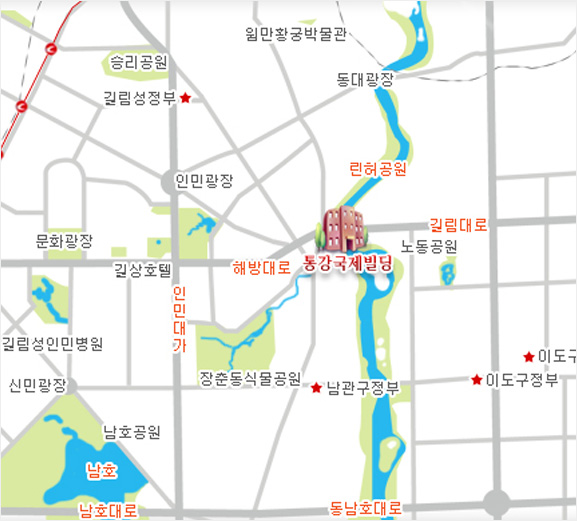 윔만황궁박물관
승리공원
동대광장
길림성정부
린허공원
인민광장
길림대로
문화광장
노동공원
통강국제빌딩
해방대로
길상호텔
인민대가
길림성인민병원
이도구
장춘동식물공원
이도구정부
신민광장
남관구정부
남호공원
남호
남호대로
동남호대로